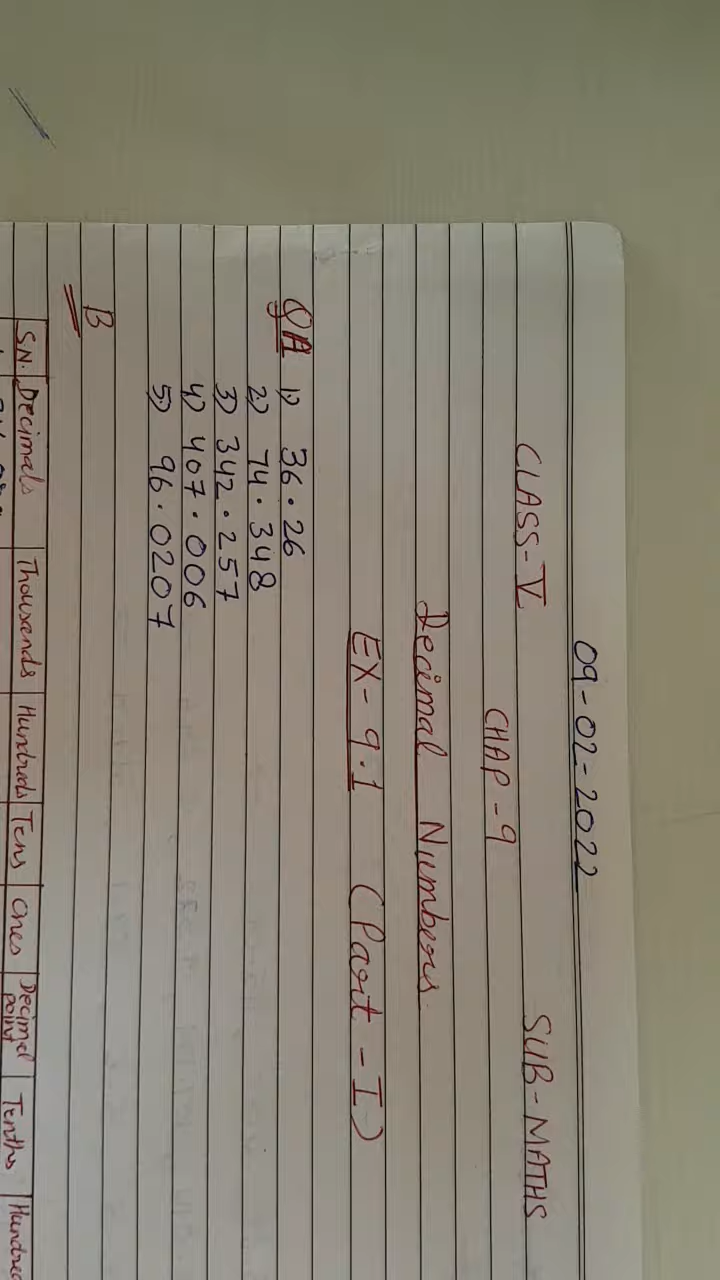 09-02-2022
CLASS-V SUB-MATHS
CHAP-9
Decimal Numbers.
EX-9.1 (Part-I)
QA 1) 36.26
2) 74.348
3) 342.257
4) 407.006
5) 96.0207
B
S.N. Decimals Thousands Hundreds Tens Ones Decimal point Tenths